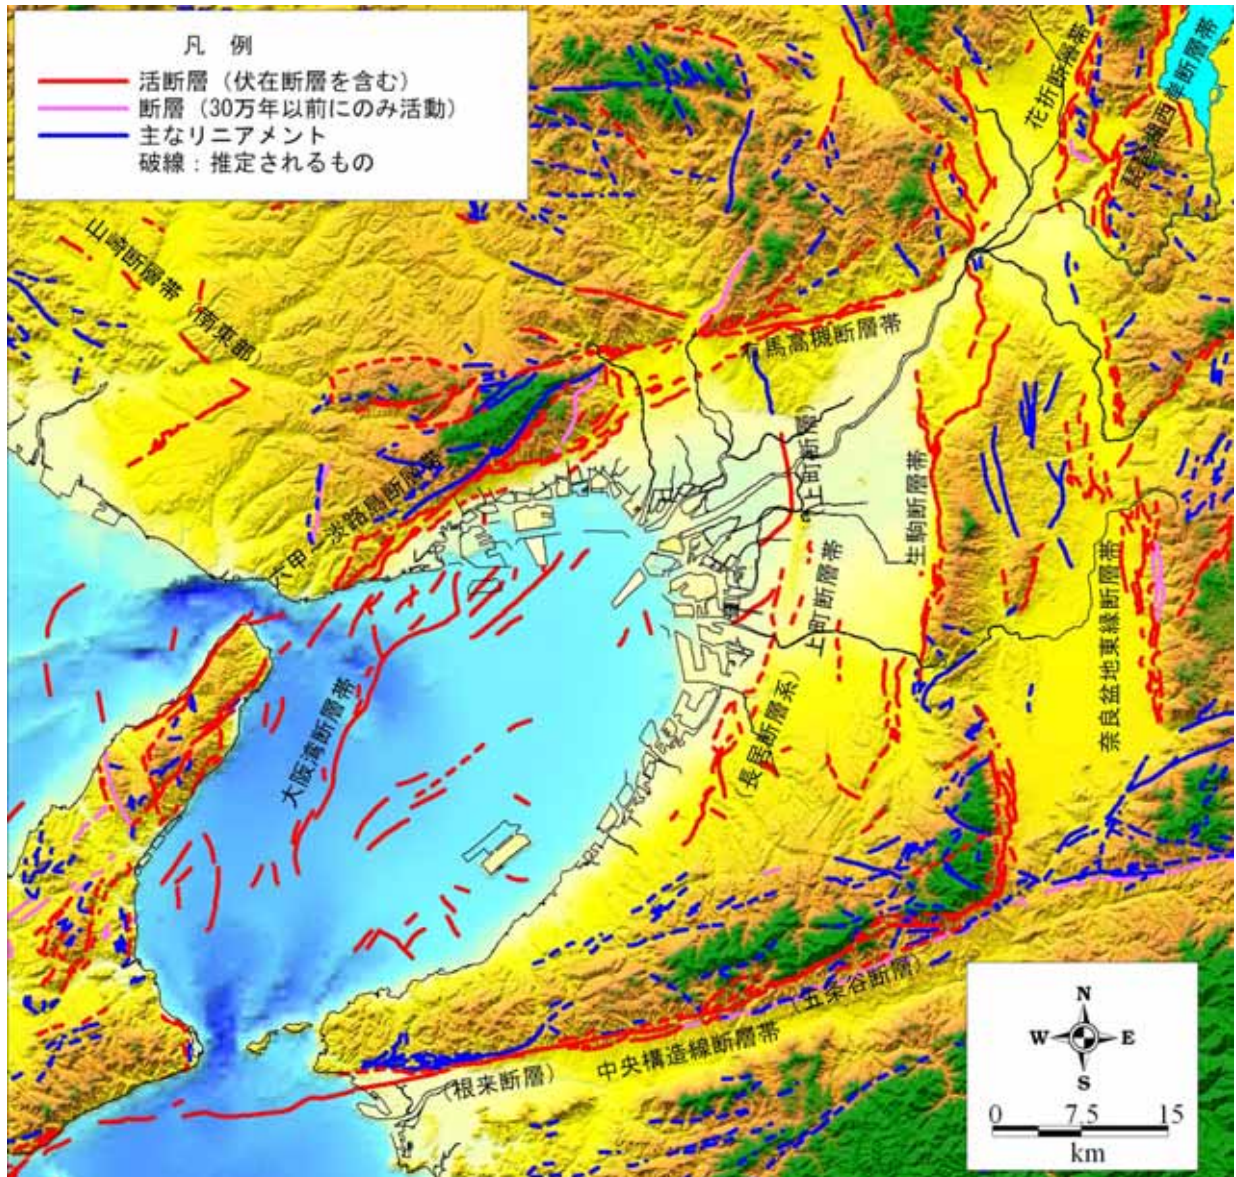 凡 例
活断層（伏在断層を含む）
断層（30万年以前にのみ活動）
主なリニアメント
破線：推定されるもの
花折断層帯
琵琶湖西岸断層帯
山崎断層帯（南東部）
有馬高槻断層帯
六甲―淡路島断層帯
（上町断層）
生駒断層帯
上町断層帯
奈良盆地東縁断層帯
大阪湾断層帯
（長居断層系）
（五条谷断層）
中央構造線断層帯
（根来断層）
N
W E
S
0 7.5 15
km